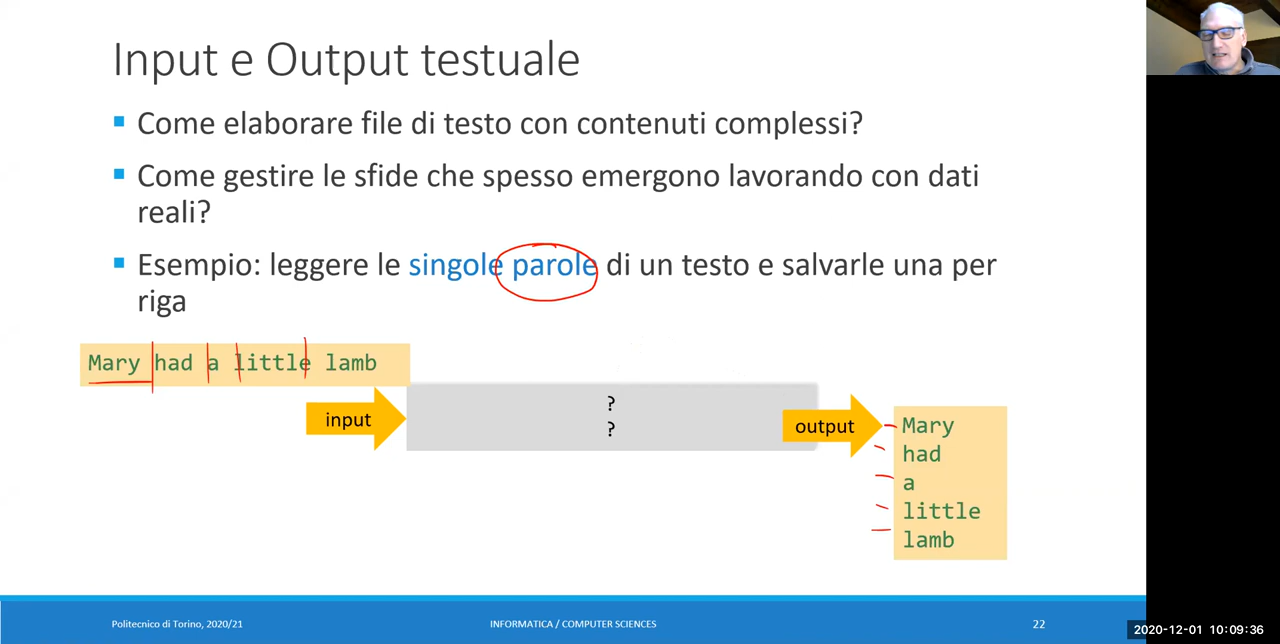 Input e Output testuale
Come elaborare file di testo con contenuti complessi?
Come gestire le sfide che spesso emergono lavorando con dati
reali?
Esempio: leggere le singole parole di un testo e salvarle una per
riga
Mary had a little lamb
input
?
?
output
Mary
had
a
little
lamb
Politecnico di Torino, 2020/21
INFORMATICA / COMPUTER SCIENCES
22
2020-12-01 10:09:36